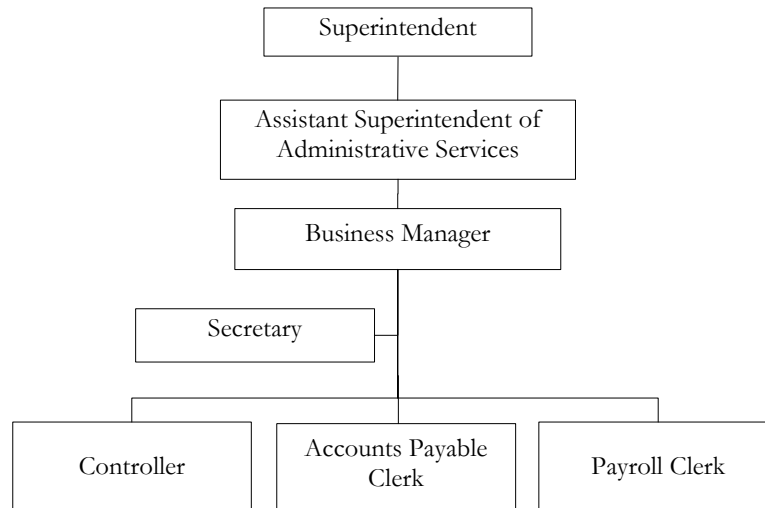 Superintendent
Assistant Superintendent of
Administrative Services
Business Manager
Secretary
Controller
Accounts Payable
Clerk
Payroll Clerk